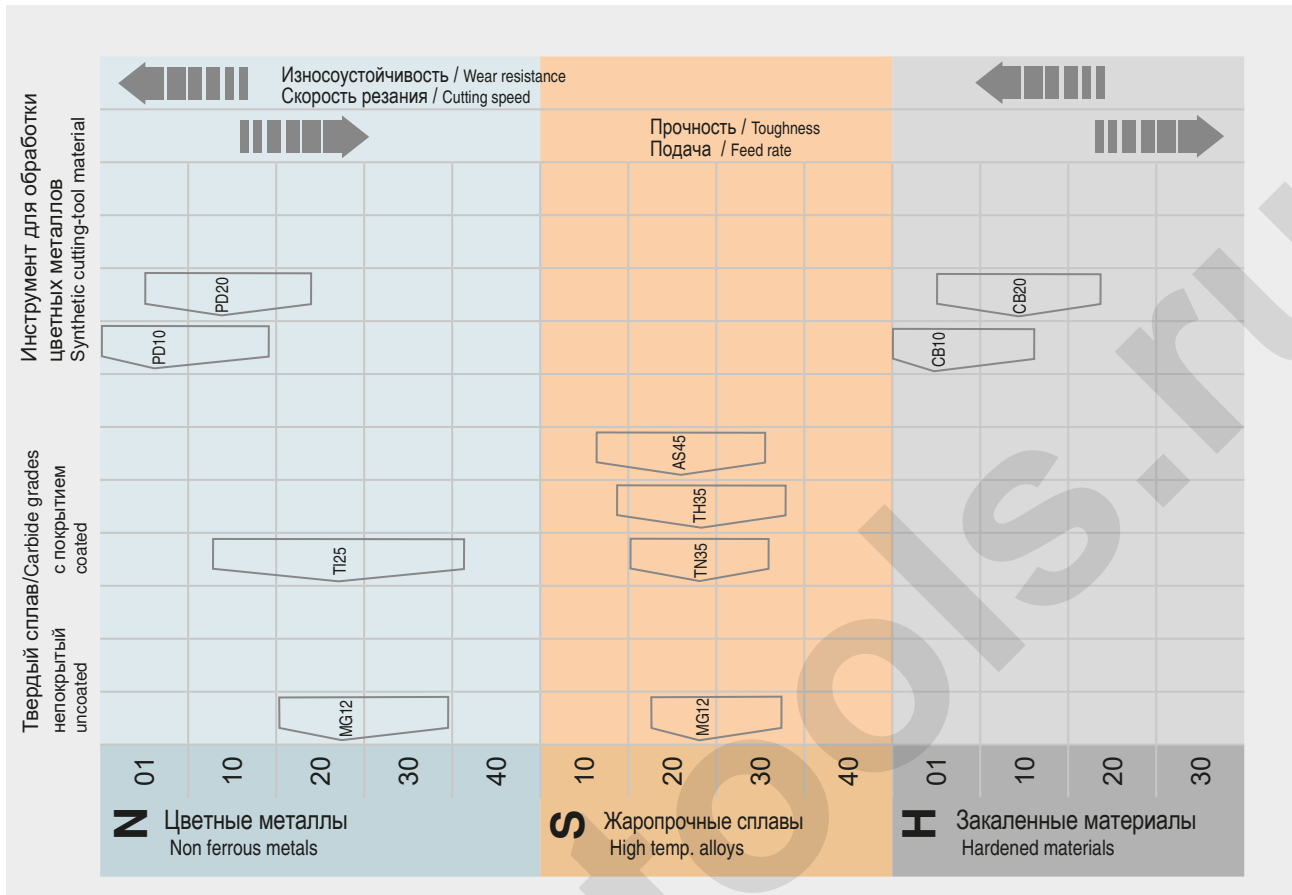 Износоустойчивость / Wear resistance
Скорость резания / Cutting speed
Прочность / Toughness
Подача / Feed rate
Инструмент для обработки
цветных металлов
Synthetic cutting-tool material
PD20
CB20
PD10
CB10
Твердый сплав/Carbide grades
с покрытием
coated
AS45
TH35
TI25
TN35
непокрытый
uncoated
MG12
MG12
01 10 20 30 40 10 20 30 40 01 10 20 30
N Цветные металлы
Non ferrous metals
S Жаропрочные сплавы
High temp. alloys
H Закаленные материалы
Hardened materials
tools.ru